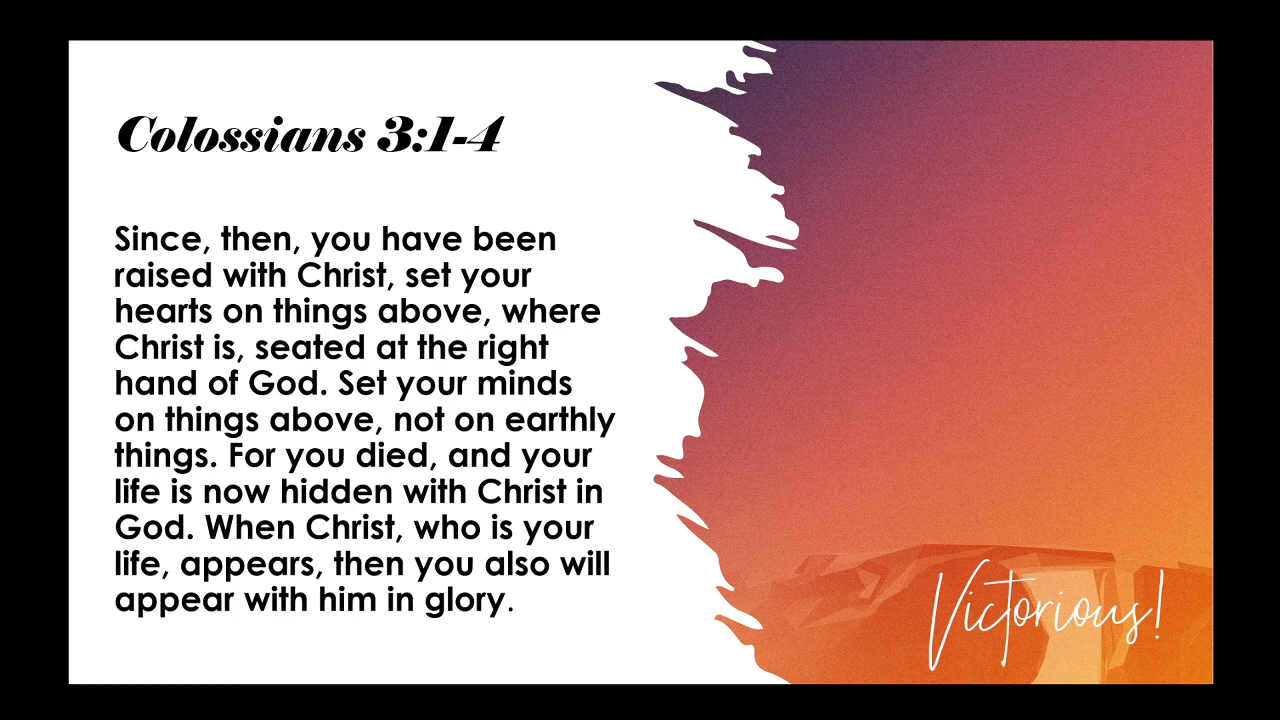 Colossians 3:1-4
Since, then, you have been
raised with Christ, set your
hearts on things above, where
Christ is, seated at the right
hand of God. Set your minds
on things above, not on earthly
things. For you died, and your
life is now hidden with Christ in
God. When Christ, who is your
life, appears, then you also will
appear with him in glory.
Victorious!